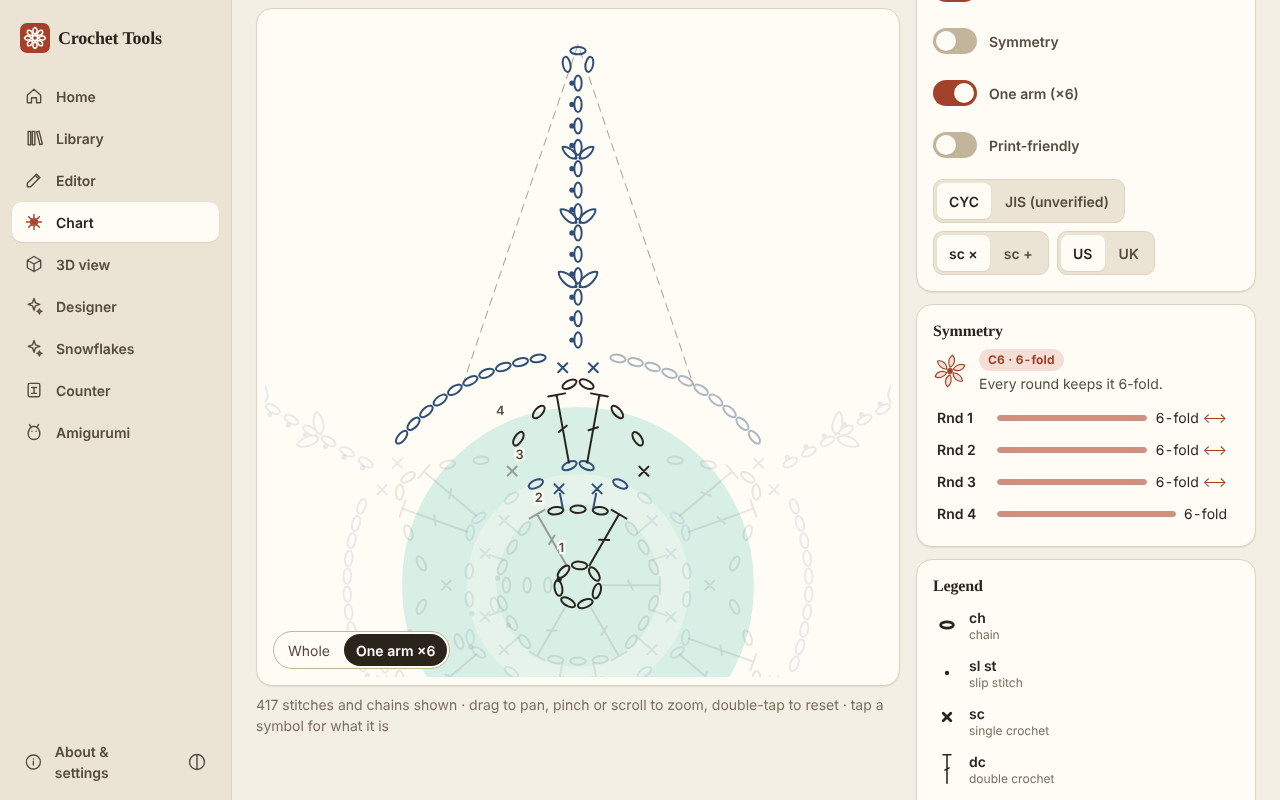 Crochet Tools
Home
Library
Editor
Chart
3D view
Designer
Snowflakes
Counter
Amigurumi
About &
settings
4
3
2
1
Whole
One arm ×6
417 stitches and chains shown · drag to pan, pinch or scroll to zoom, double-tap to reset · tap a
symbol for what it is
Symmetry
One arm (×6)
Print-friendly
CYC JIS (unverified)
sc × sc + US UK
Symmetry
C6 · 6-fold
Every round keeps it 6-fold.
Rnd 1 6-fold ↔
Rnd 2 6-fold ↔
Rnd 3 6-fold ↔
Rnd 4 6-fold
Legend
ch
chain
sl st
slip stitch
sc
single crochet
dc
double crochet